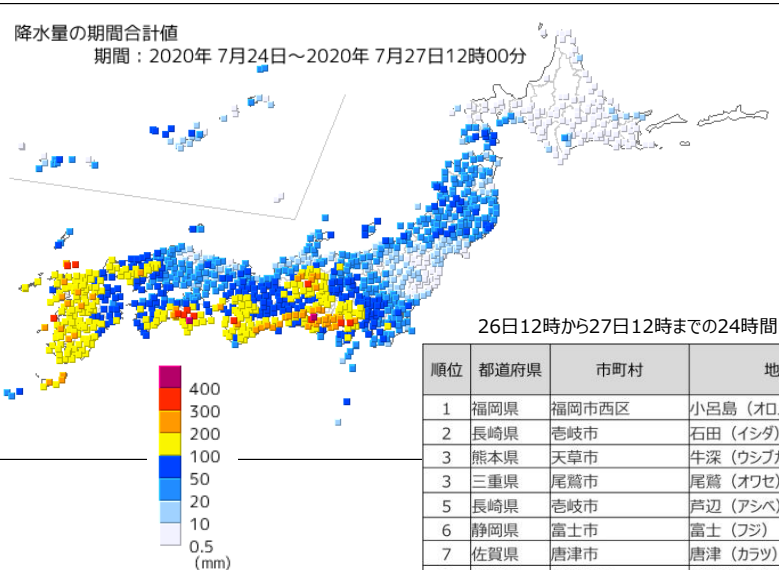 降水量の期間合計値
期間：2020年 7月24日～2020年 7月27日12時00分
400
300
200
100
50
20
10
0.5
(mm)
26日12時から27日12時までの24時間
順位 都道府県 市町村 地
1 福岡県 福岡市西区 小呂島（オロ
2 長崎県 壱岐市 石田（イシダ）
3 熊本県 天草市 牛深（ウシブカ
3 三重県 尾鷲市 尾鷲（オワセ）
5 長崎県 壱岐市 芦辺（アシベ）
6 静岡県 富士市 富士（フジ）
7 佐賀県 唐津市 唐津（カラツ）